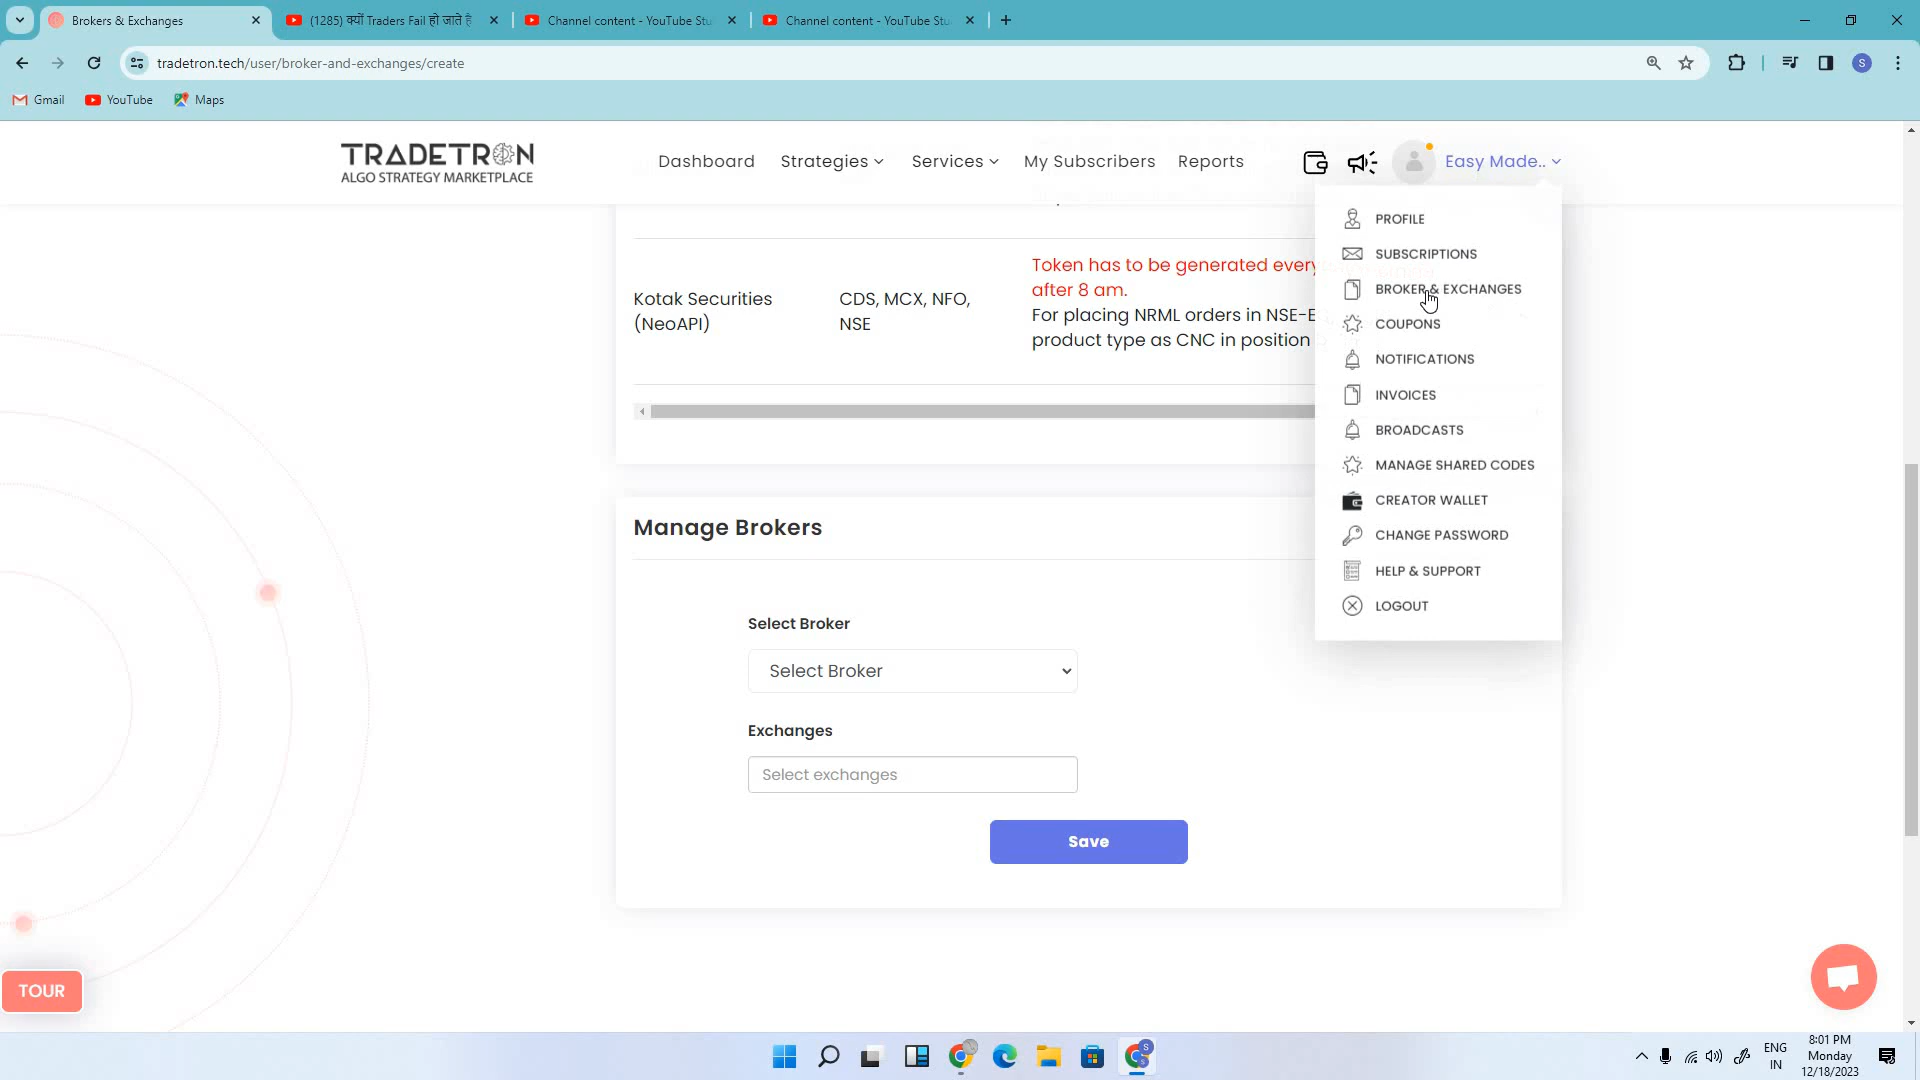 Brokers & Exchanges
(1285) क्यों Traders Fail हो जाते है
Channel content - YouTube Stu
Channel content - YouTube Stu
tradetron.tech/user/broker-and-exchanges/create
S
Gmail
YouTube
Maps
TRADETRON
ALGO STRATEGY MARKETPLACE
Dashboard
Strategies
Services
My Subscribers
Reports
Easy Made..
PROFILE
SUBSCRIPTIONS
BROKER & EXCHANGES
COUPONS
NOTIFICATIONS
INVOICES
BROADCASTS
MANAGE SHARED CODES
CREATOR WALLET
CHANGE PASSWORD
HELP & SUPPORT
LOGOUT
Kotak Securities
(NeoAPI)
CDS, MCX, NFO,
NSE
Token has to be generated every
after 8 am.
For placing NRML orders in NSE-E
product type as CNC in position
Manage Brokers
Select Broker
Select Broker
Exchanges
Select exchanges
Save
TOUR
S
ENG
IN
8:01 PM
Monday
12/18/2023